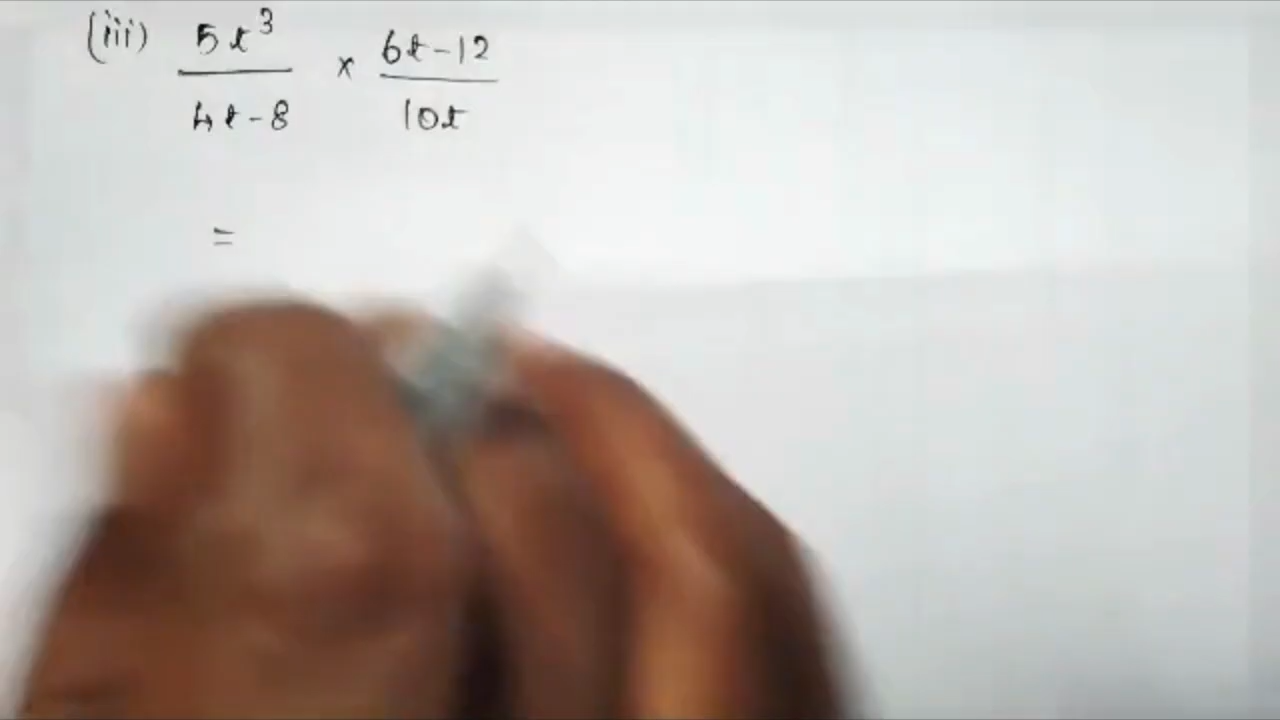 (iii) 5t³/4t-8 × 6t-12/10t
=